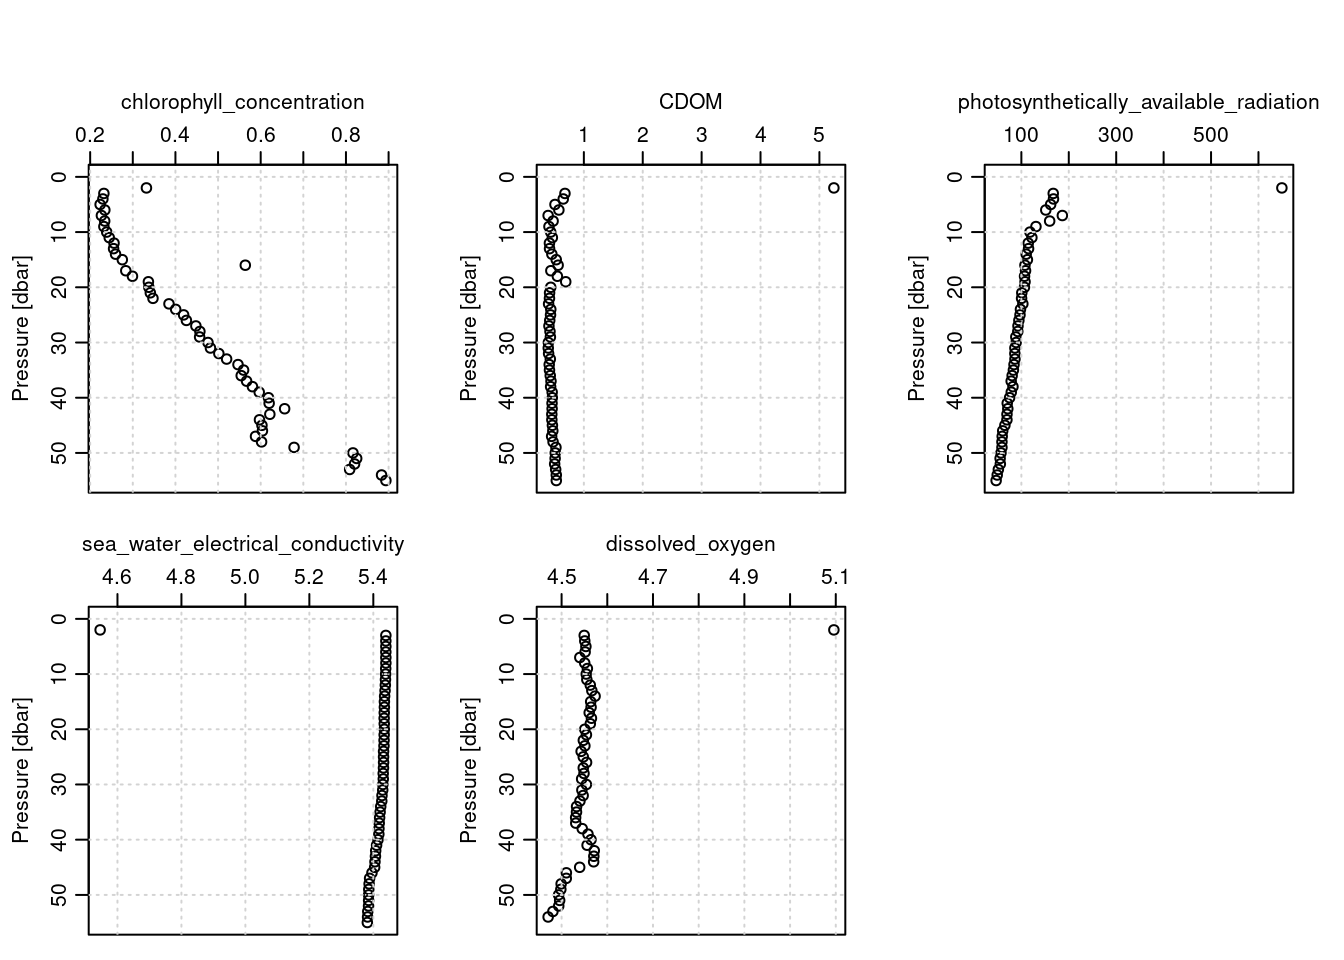 chlorophyll_concentration
0.2 0.4 0.6 0.8
Pressure [dbar]
0 10 20 30 40 50
CDOM
1 2 3 4 5
Pressure [dbar]
0 10 20 30 40 50
photosynthetically_available_radiation
100 300 500
Pressure [dbar]
0 10 20 30 40 50
sea_water_electrical_conductivity
4.6 4.8 5.0 5.2 5.4
Pressure [dbar]
0 10 20 30 40 50
dissolved_oxygen
4.5 4.7 4.9 5.1
Pressure [dbar]
0 10 20 30 40 50